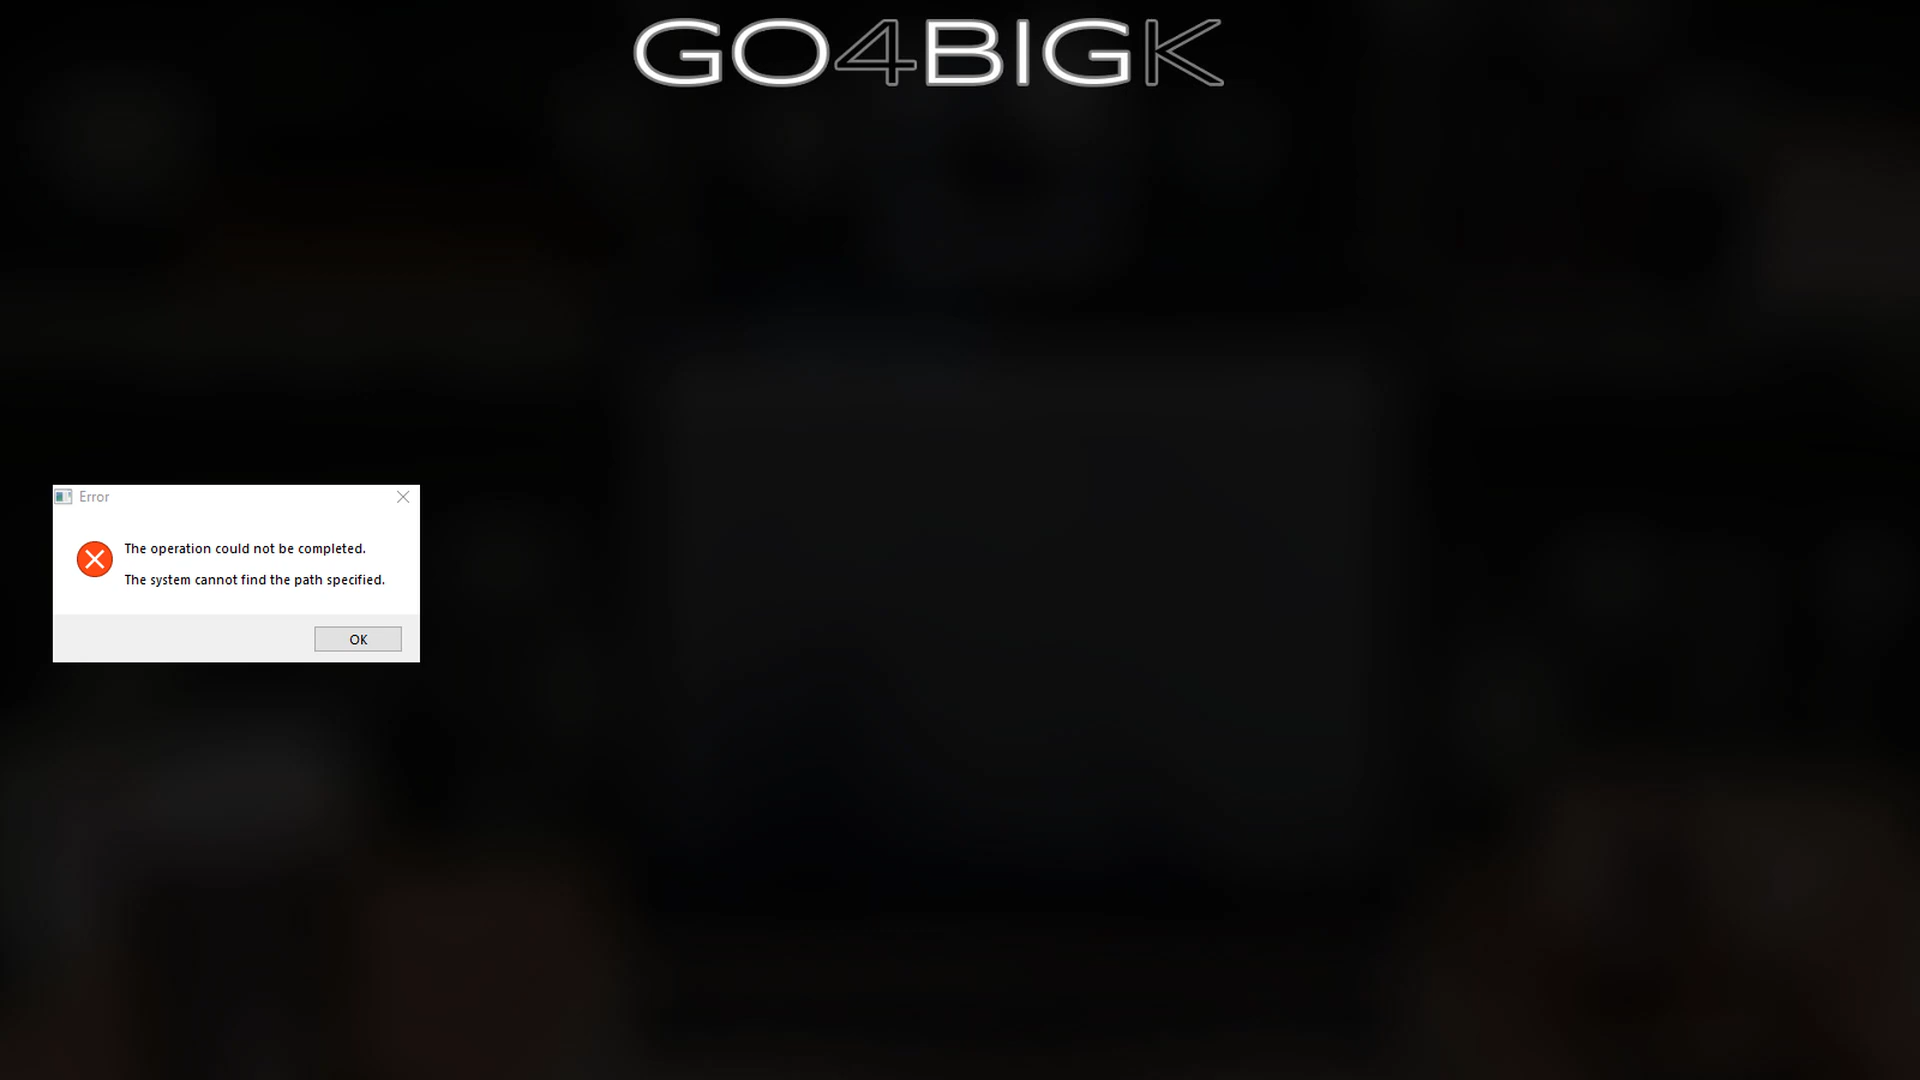 GO4BIGK
Error
The operation could not be completed.
The system cannot find the path specified.
OK